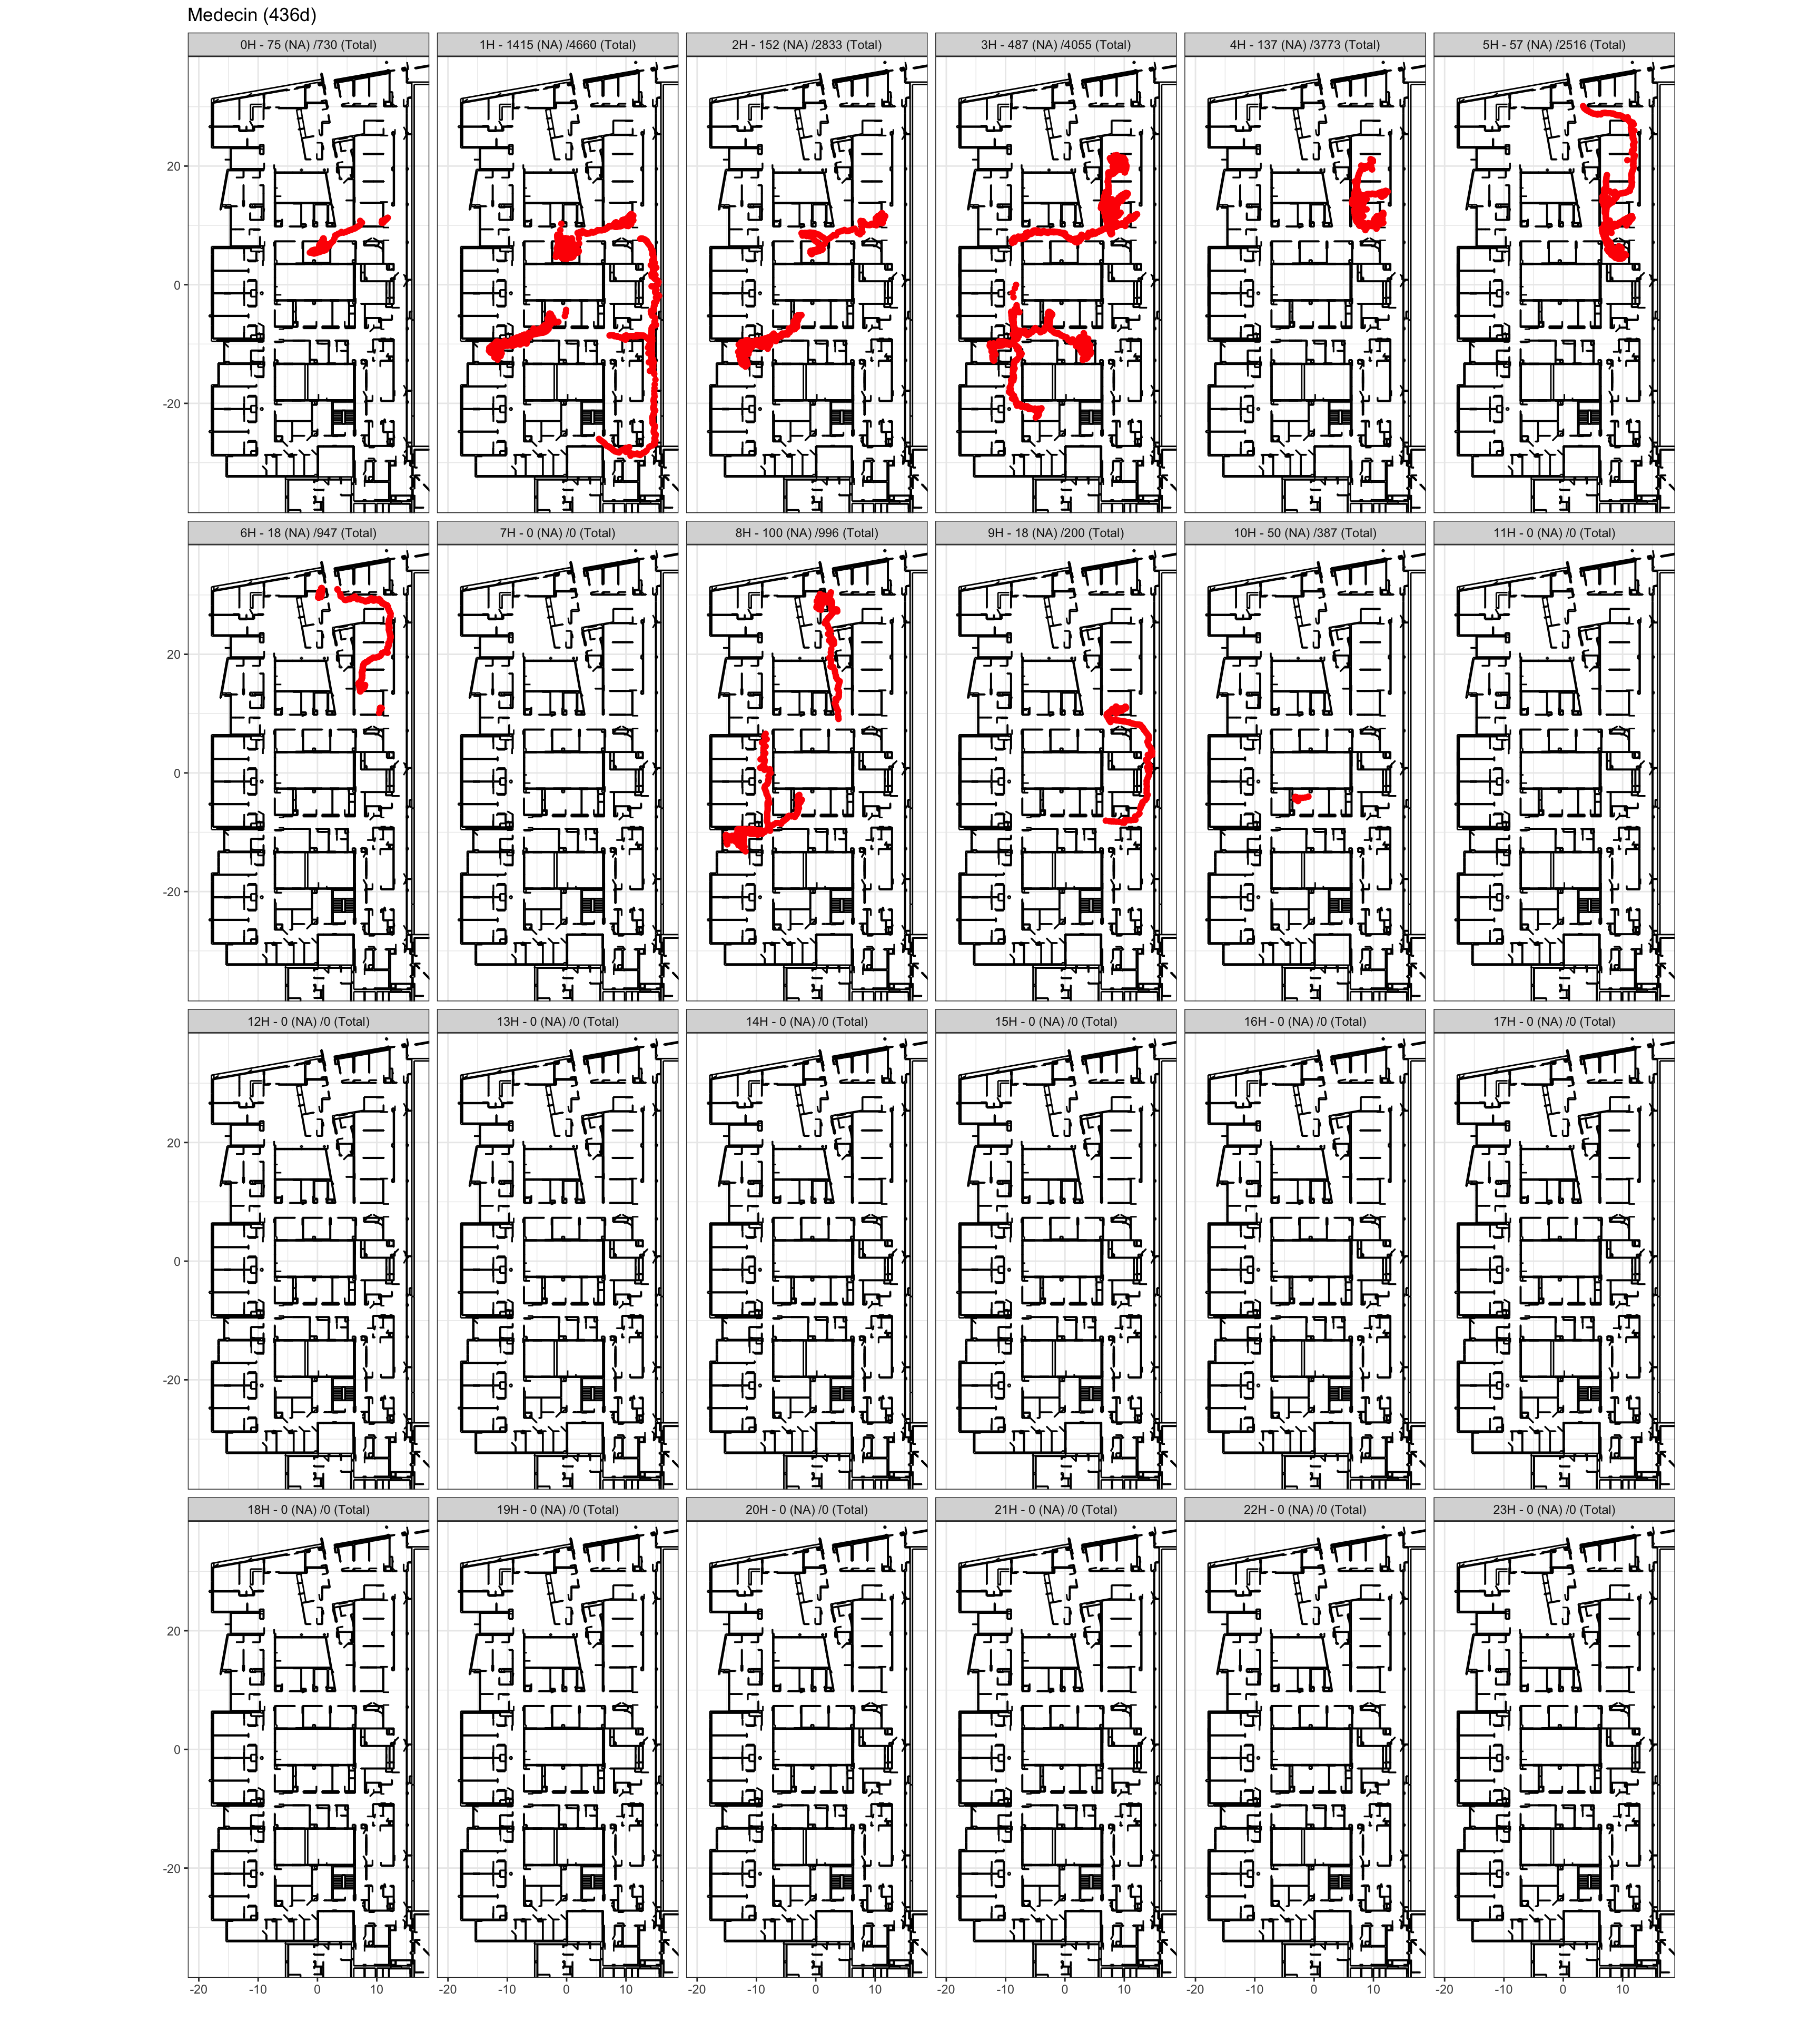 Medecin (436d)
0H - 75 (NA) /730 (Total) 1H - 1415 (NA) /4660 (Total) 2H - 152 (NA) /2833 (Total) 3H - 487 (NA) /4055 (Total) 4H - 137 (NA) /3773 (Total) 5H - 57 (NA) /2516 (Total)
20
0
-20
6H - 18 (NA) /947 (Total) 7H - 0 (NA) /0 (Total) 8H - 100 (NA) /996 (Total) 9H - 18 (NA) /200 (Total) 10H - 50 (NA) /387 (Total) 11H - 0 (NA) /0 (Total)
20
0
-20
12H - 0 (NA) /0 (Total) 13H - 0 (NA) /0 (Total) 14H - 0 (NA) /0 (Total) 15H - 0 (NA) /0 (Total) 16H - 0 (NA) /0 (Total) 17H - 0 (NA) /0 (Total)
20
0
-20
18H - 0 (NA) /0 (Total) 19H - 0 (NA) /0 (Total) 20H - 0 (NA) /0 (Total) 21H - 0 (NA) /0 (Total) 22H - 0 (NA) /0 (Total) 23H - 0 (NA) /0 (Total)
20
0
-20
-20 -10 0 10 -20 -10 0 10 -20 -10 0 10 -20 -10 0 10 -20 -10 0 10 -20 -10 0 10